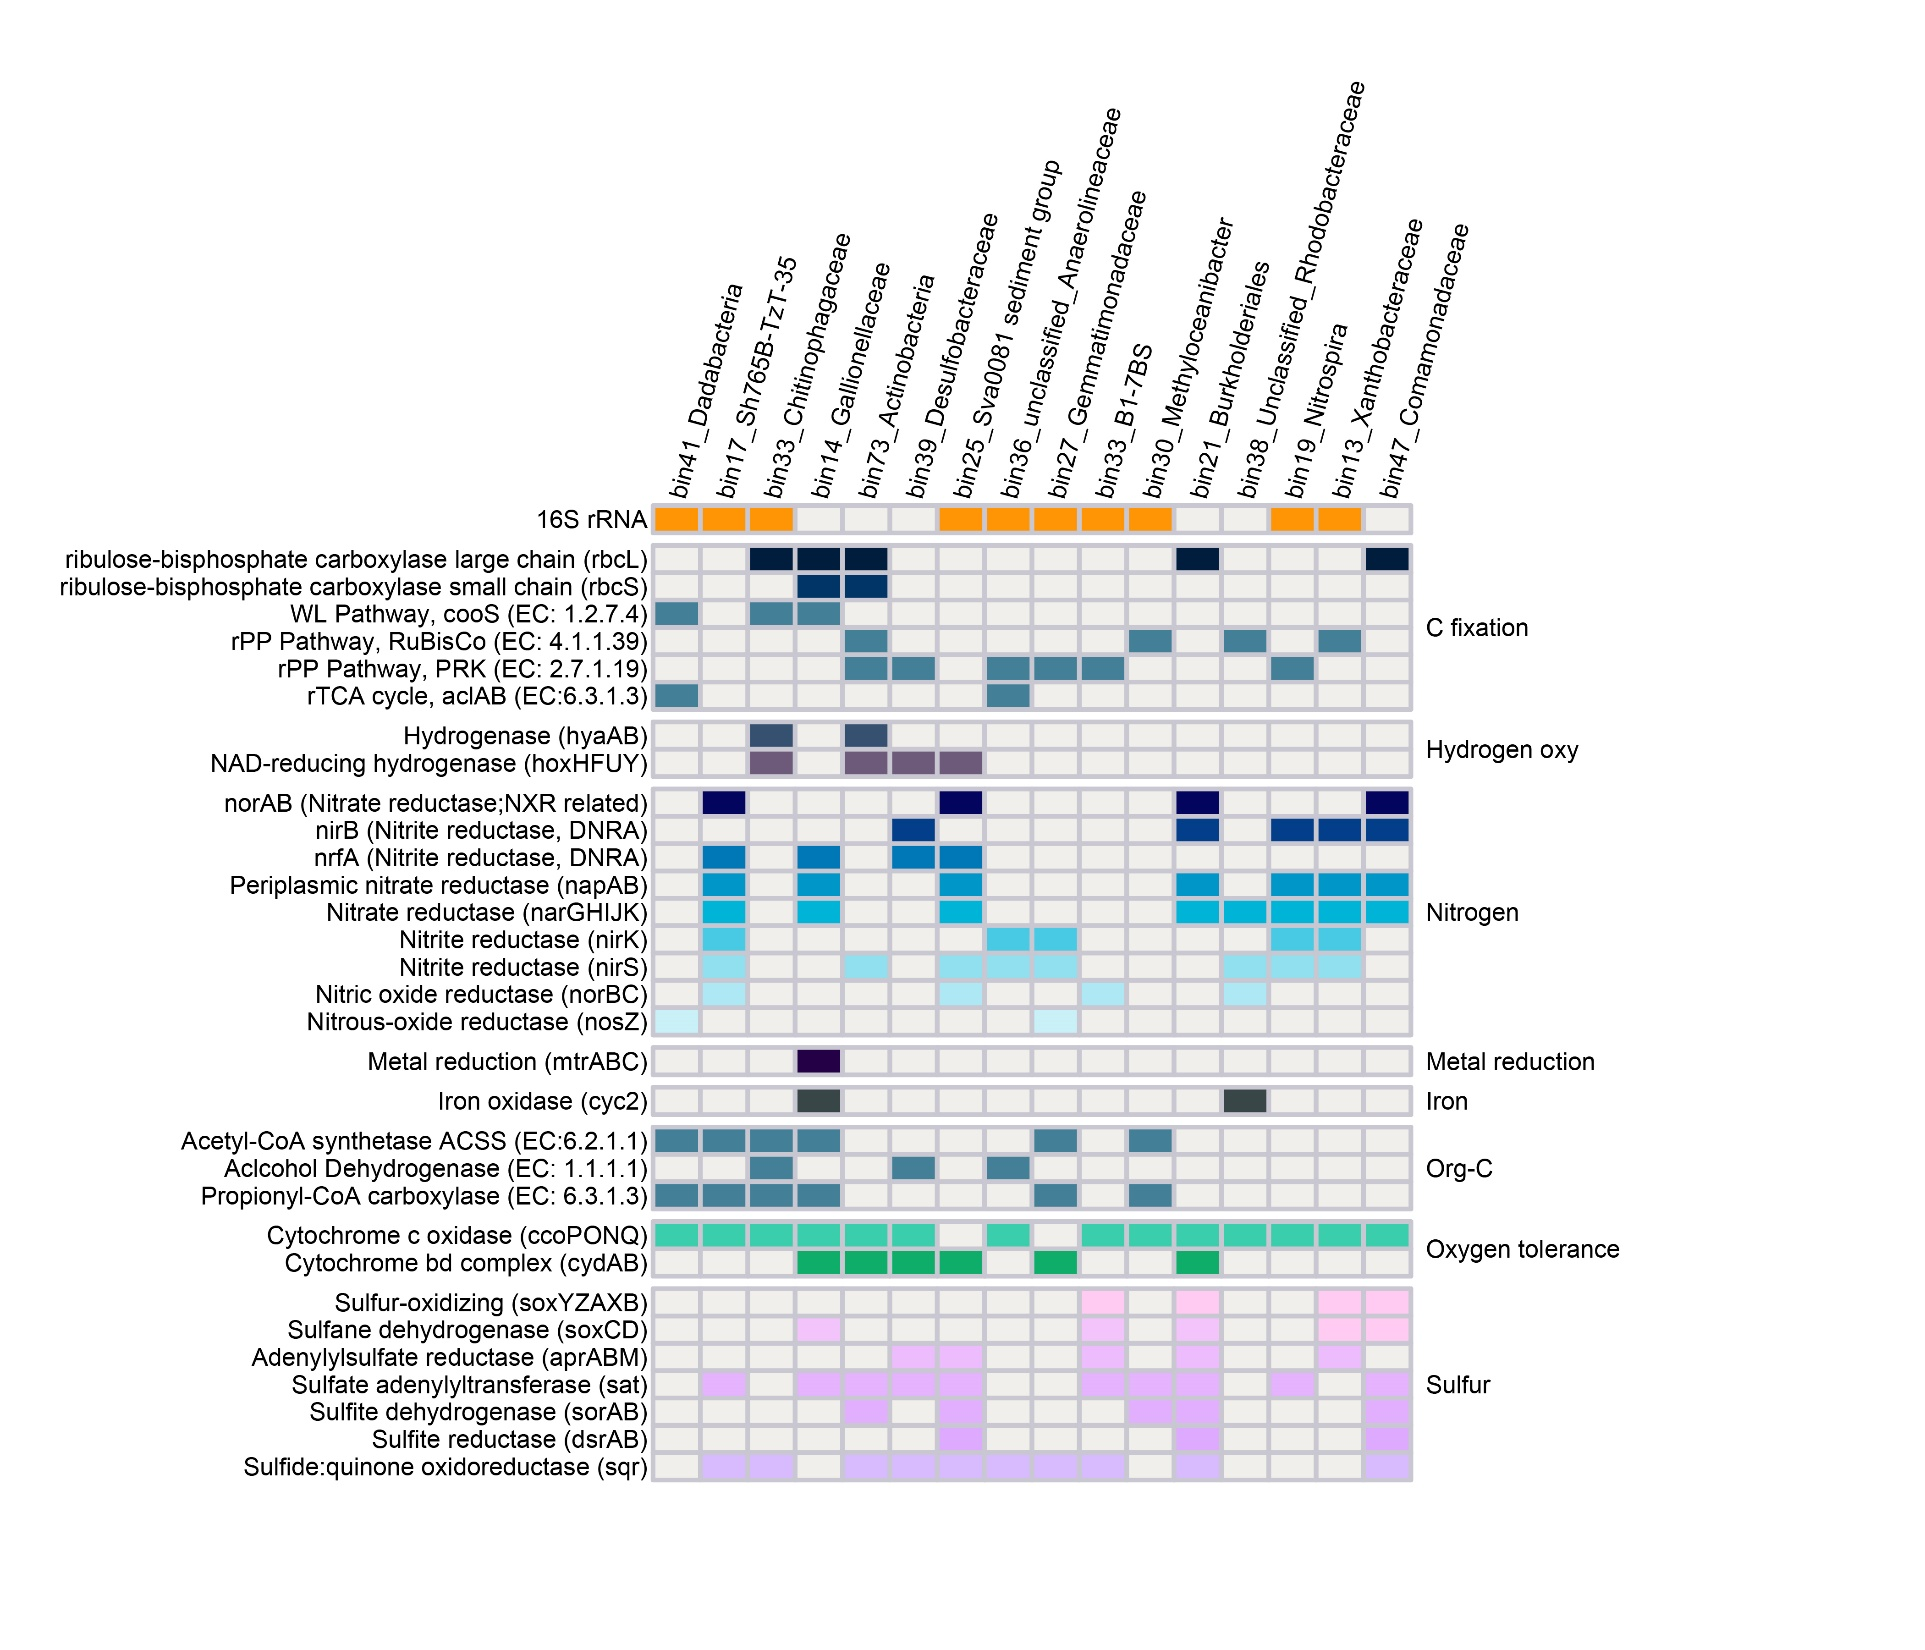 bin41_Dadabacteria
bin17_Sh765B-TzT-35
bin33_Chitinophagaceae
bin14_Gallionellaceae
bin73_Actinobacteria
bin39_Desulfobacteraceae
bin25_Sva0081 sediment group
bin36_unclassified_Anaerolineaceae
bin27_Gemmatimonadaceae
bin33_B1-7BS
bin30_Methyloceanibacter
bin21_Burkholderiales
bin38_Unclassified_Rhodobacteraceae
bin19_Nitrospira
bin13_Xanthobacteraceae
bin47_Comamonadaceae
16S rRNA
ribulose-bisphosphate carboxylase large chain (rbcL)
ribulose-bisphosphate carboxylase small chain (rbcS)
WL Pathway, cooS (EC: 1.2.7.4)
rPP Pathway, RuBisCo (EC: 4.1.1.39)
rPP Pathway, PRK (EC: 2.7.1.19)
rTCA cycle, aclAB (EC:6.3.1.3)
C fixation
Hydrogenase (hyaAB)
NAD-reducing hydrogenase (hoxHFUY)
Hydrogen oxy
norAB (Nitrate reductase;NXR related)
nirB (Nitrite reductase, DNRA)
nrfA (Nitrite reductase, DNRA)
Periplasmic nitrate reductase (napAB)
Nitrate reductase (narGHIJK)
Nitrite reductase (nirK)
Nitrite reductase (nirS)
Nitric oxide reductase (norBC)
Nitrous-oxide reductase (nosZ)
Nitrogen
Metal reduction (mtrABC)
Metal reduction
Iron oxidase (cyc2)
Iron
Acetyl-CoA synthetase ACSS (EC:6.2.1.1)
Aclcohol Dehydrogenase (EC: 1.1.1.1)
Propionyl-CoA carboxylase (EC: 6.3.1.3)
Org-C
Cytochrome c oxidase (ccoPONQ)
Cytochrome bd complex (cydAB)
Oxygen tolerance
Sulfur-oxidizing (soxYZAXB)
Sulfane dehydrogenase (soxCD)
Adenylylsulfate reductase (aprABM)
Sulfate adenylyltransferase (sat)
Sulfite dehydrogenase (sorAB)
Sulfite reductase (dsrAB)
Sulfide:quinone oxidoreductase (sqr)
Sulfur